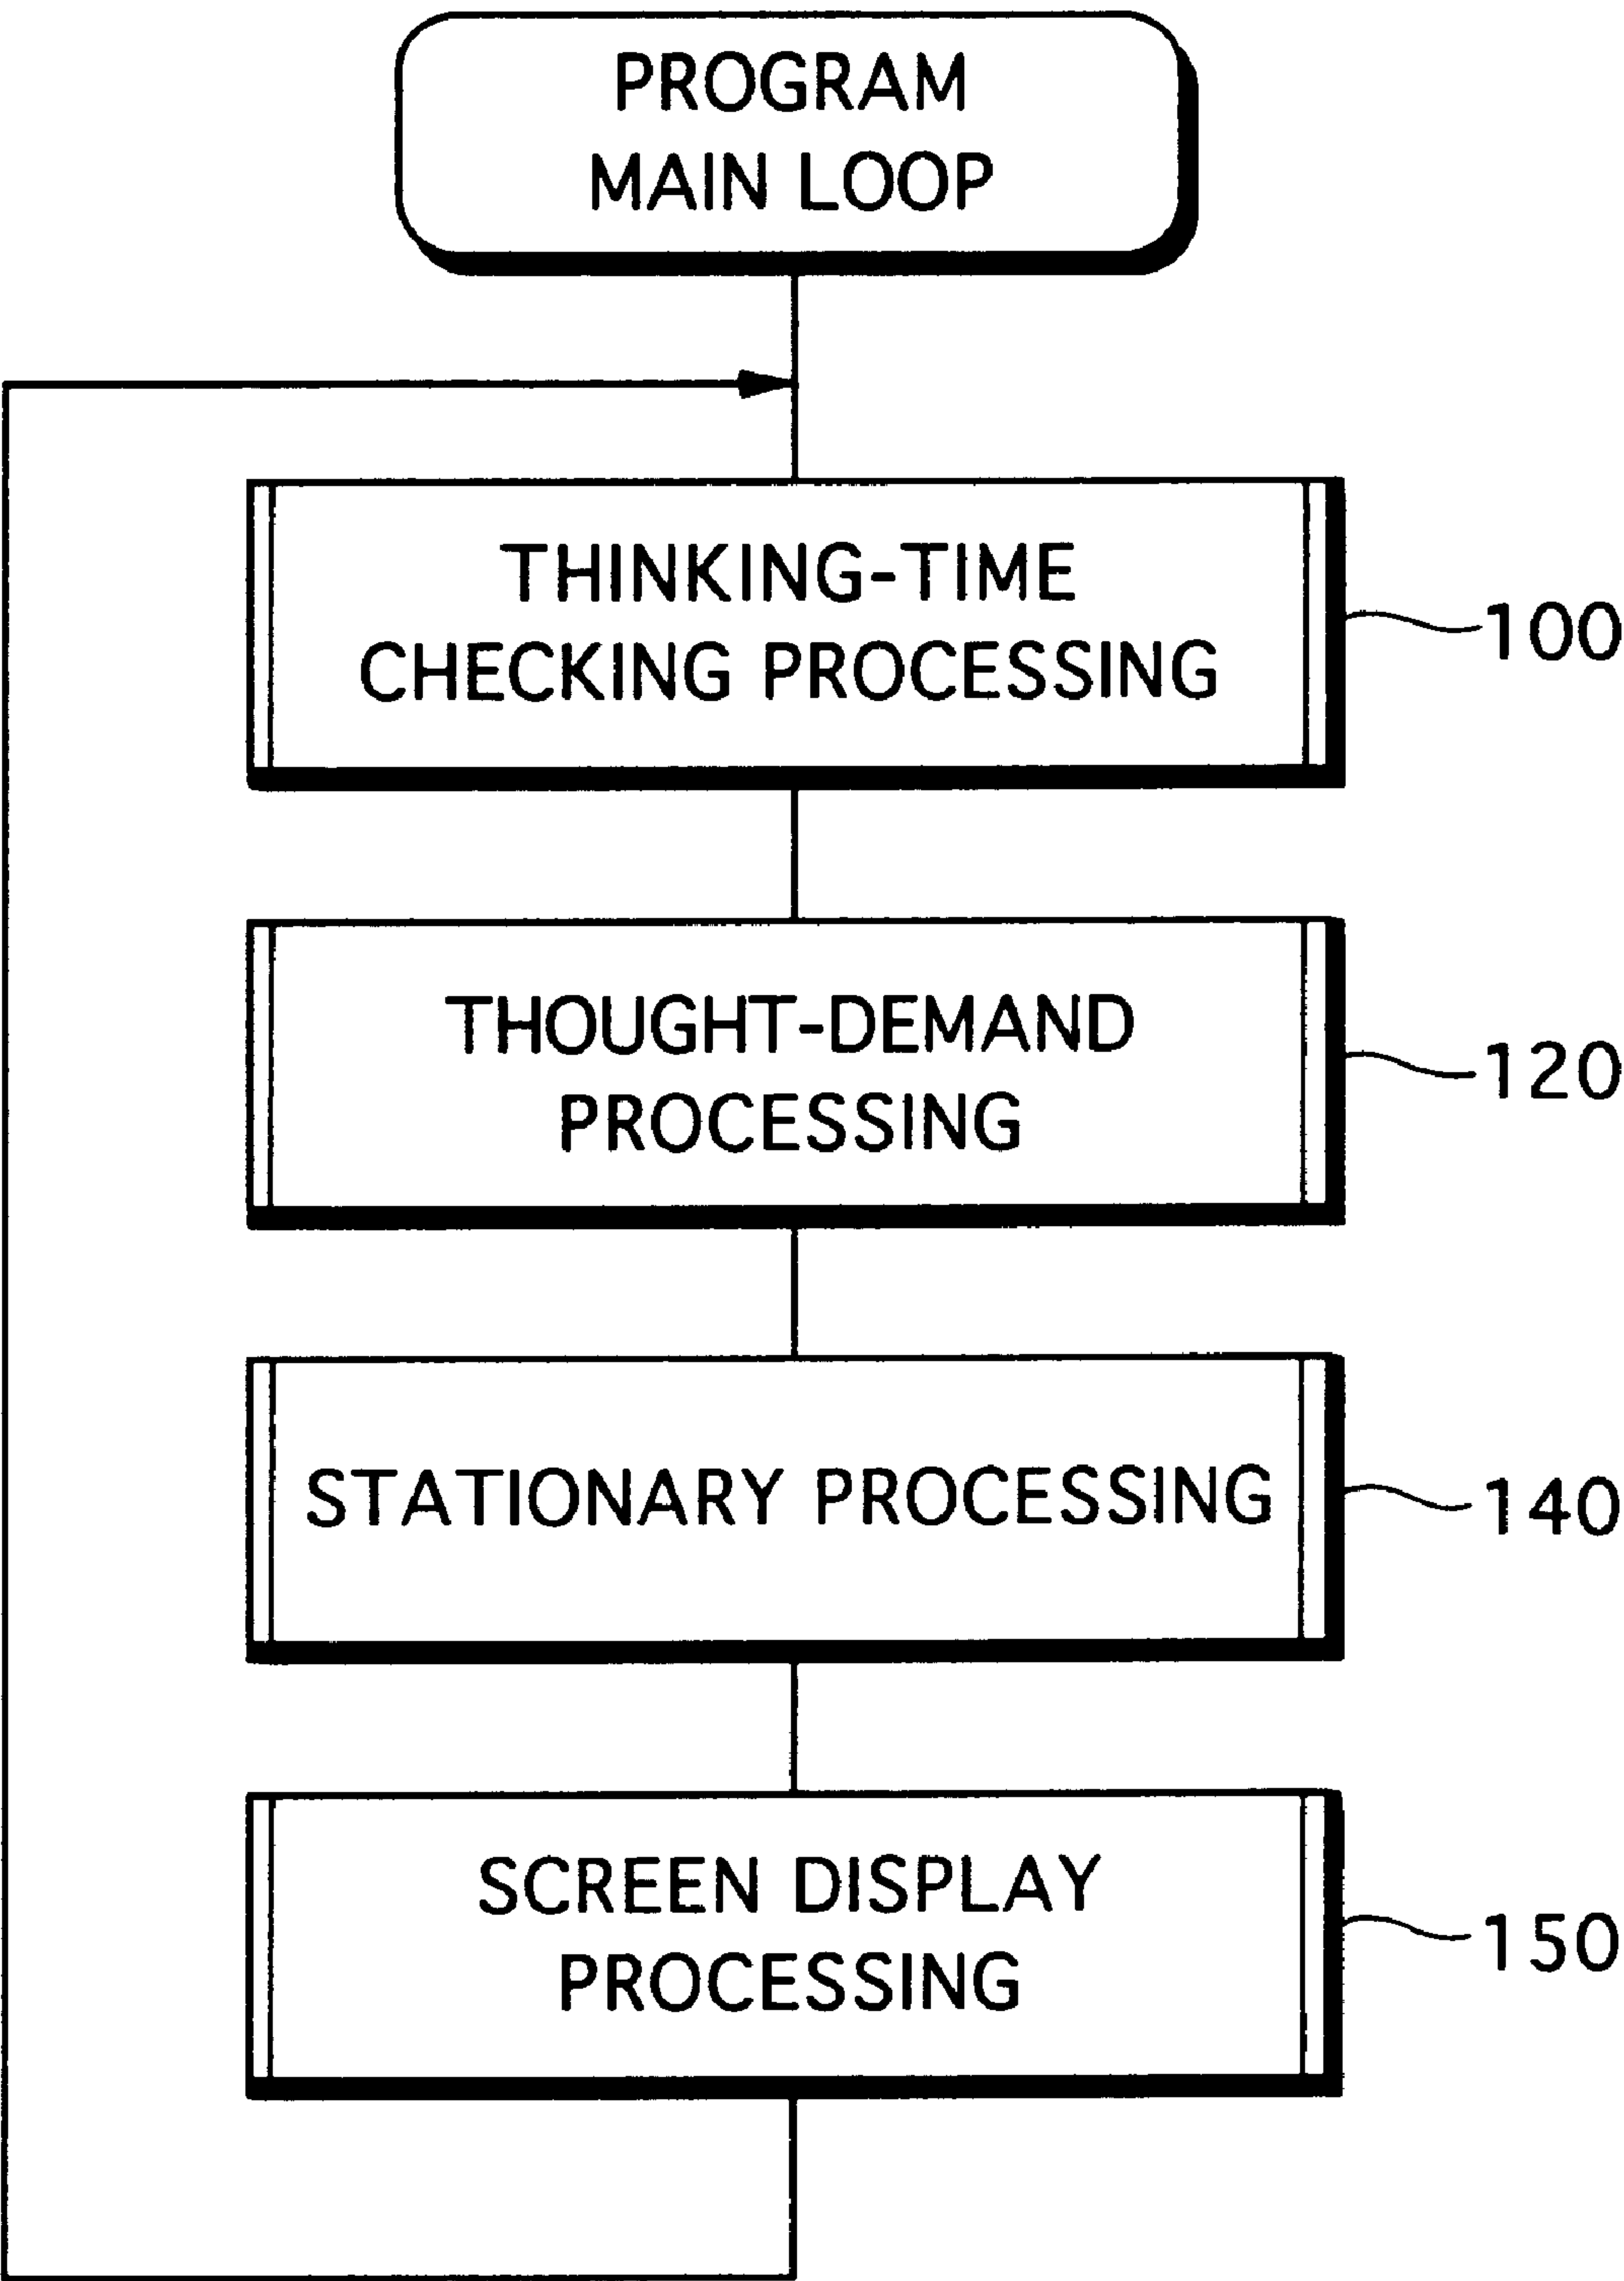 PROGRAM
MAIN LOOP
THINKING-TIME
CHECKING PROCESSING
100
THOUGHT-DEMAND
PROCESSING
120
STATIONARY PROCESSING
140
SCREEN DISPLAY
PROCESSING
150